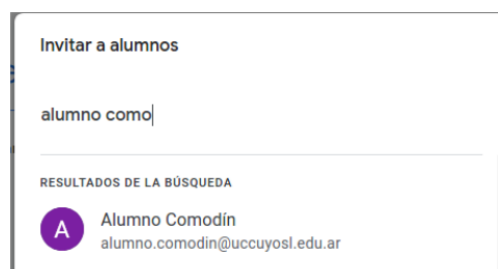 Invitar a alumnos
alumno como
RESULTADOS DE LA BÚSQUEDA
A
Alumno Comodín
alumno.comodin@uccuyosl.edu.ar